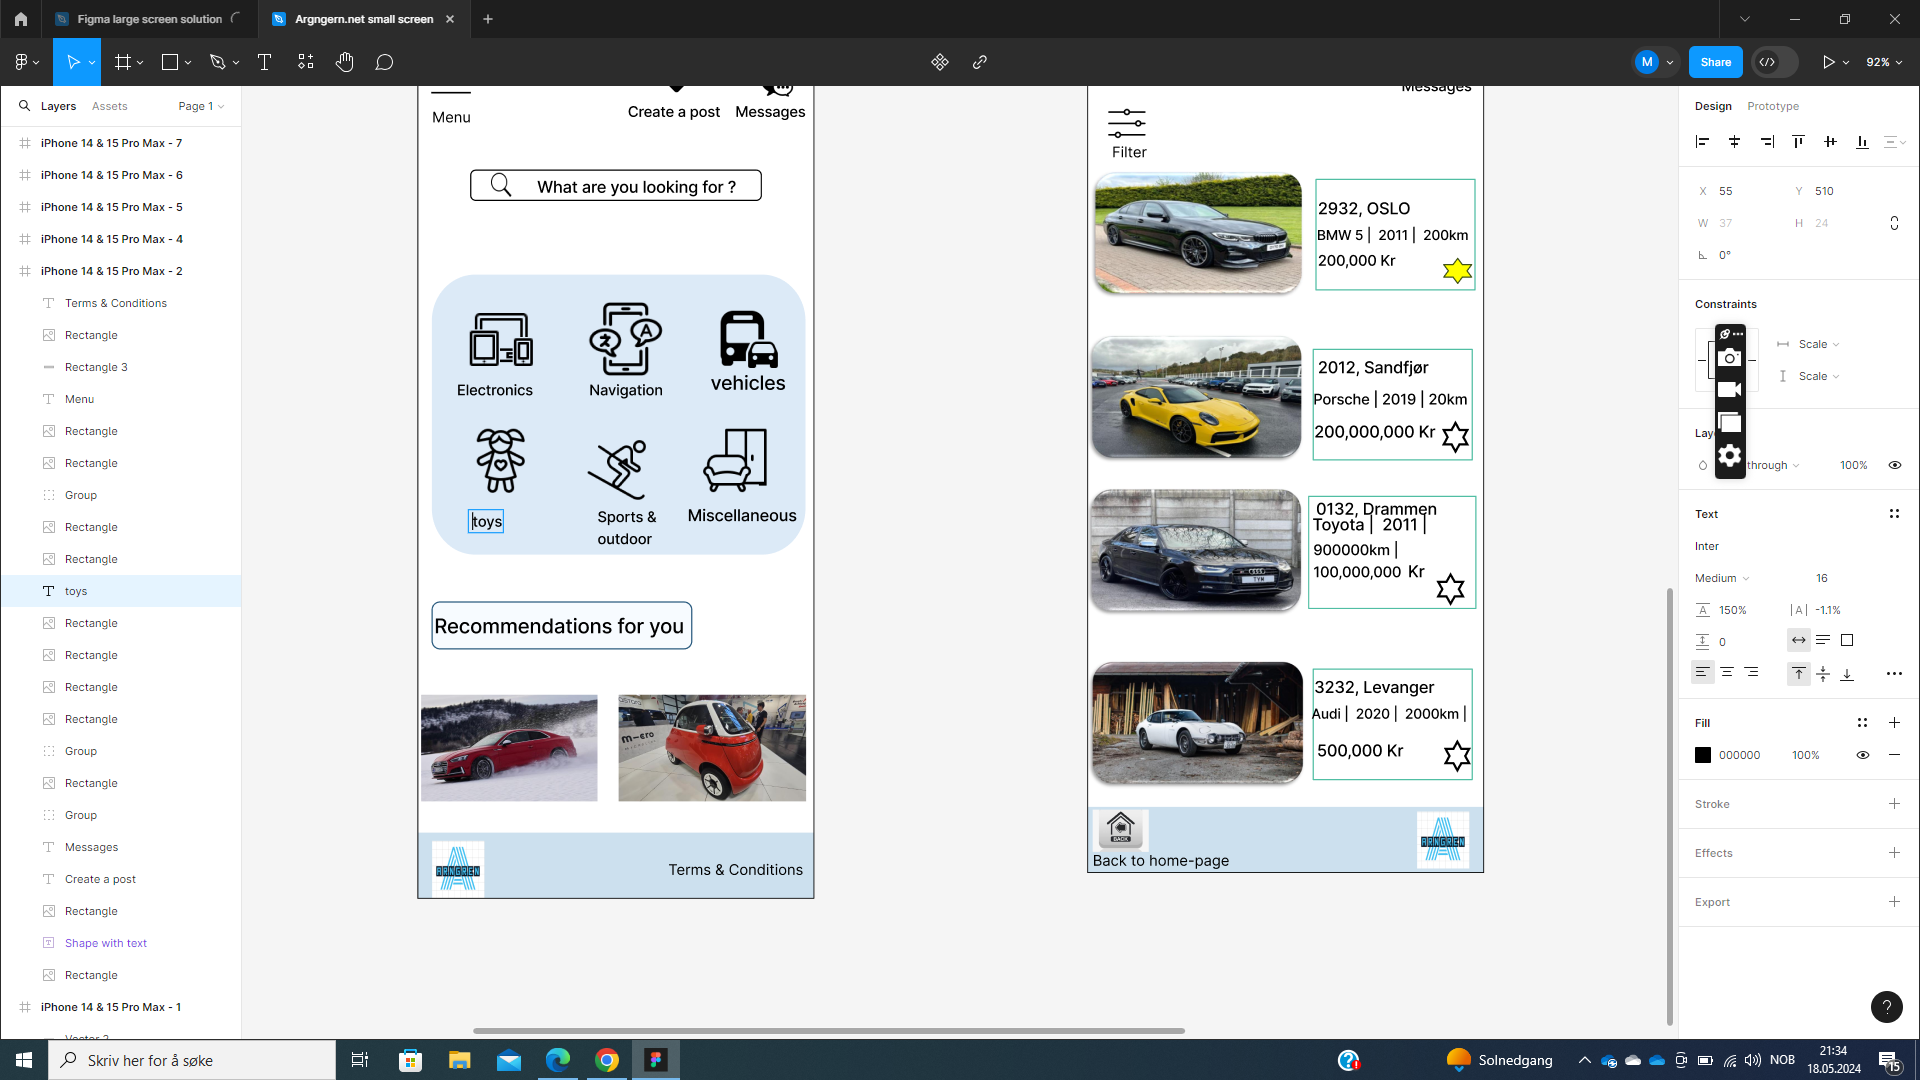 Figma large screen solution
Argngern.net small screen
M
Share
92%
Layers
Assets
Page 1
iPhone 14 & 15 Pro Max - 7
iPhone 14 & 15 Pro Max - 6
iPhone 14 & 15 Pro Max - 5
iPhone 14 & 15 Pro Max - 4
iPhone 14 & 15 Pro Max - 2
Terms & Conditions
Rectangle
Rectangle 3
Menu
Rectangle
Rectangle
Group
Rectangle
Rectangle
toys
Rectangle
Rectangle
Rectangle
Rectangle
Group
Rectangle
Group
Messages
Create a post
Rectangle
Shape with text
Rectangle
iPhone 14 & 15 Pro Max - 1
Vector 2
Menu
Create a post
Messages
What are you looking for ?
Electronics
Navigation
vehicles
toys
Sports &
outdoor
Miscellaneous
Recommendations for you
m-ero
ARNGREN
Terms & Conditions
Messages
Filter
2932, OSLO
BMW 5 | 2011 | 200km
200,000 Kr
2012, Sandfjør
Porsche | 2019 | 20km
200,000,000 Kr
0132, Drammen
Toyota | 2011 |
900000km |
100,000,000 Kr
TYM
3232, Levanger
Audi | 2020 | 2000km |
500,000 Kr
BACK
Back to home-page
ARNGREN
Design
Prototype
X 55
Y 510
W 37
H 24
0°
Constraints
Scale
Scale
through
100%
Text
Inter
Medium
16
150%
-1.1%
0
Fill
000000
100%
Stroke
Effects
Export
?
Skriv her for å søke
Solnedgang
NOB
21:34
18.05.2024
15